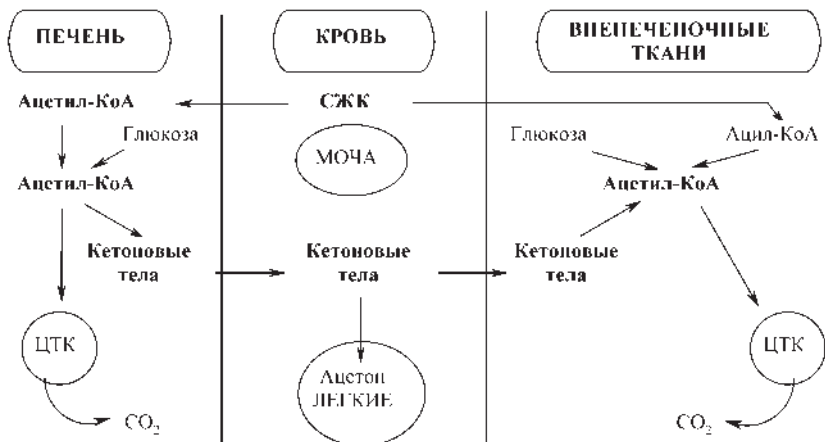 ПЕЧЕНЬ
КРОВЬ
ВНЕПЕЧЕНОЧНЫЕ
ТКАНИ
Ацетил-КоА
СЖК
Глюкоза
МОЧА
Глюкоза
Ацил-КоА
Ацетил-КоА
Ацетил-КоА
Кетоновые
тела
Кетоновые
тела
Кетоновые
тела
ЦТК
Ацетон
ЛЕГКИЕ
ЦТК
CO₂
CO₂